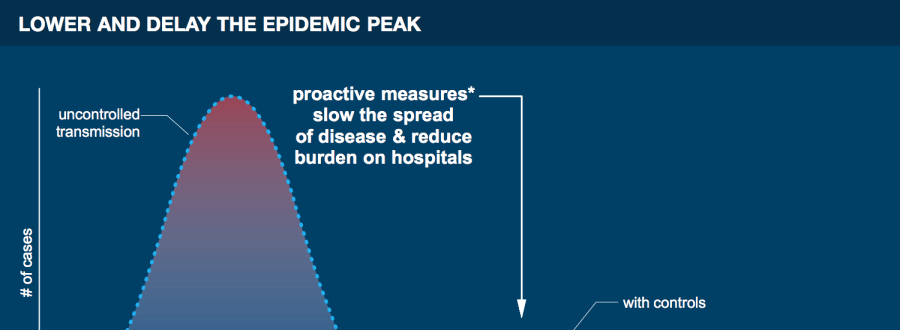 LOWER AND DELAY THE EPIDEMIC PEAK
uncontrolled
transmission
proactive measures*
slow the spread
of disease & reduce
burden on hospitals
# of cases
with controls